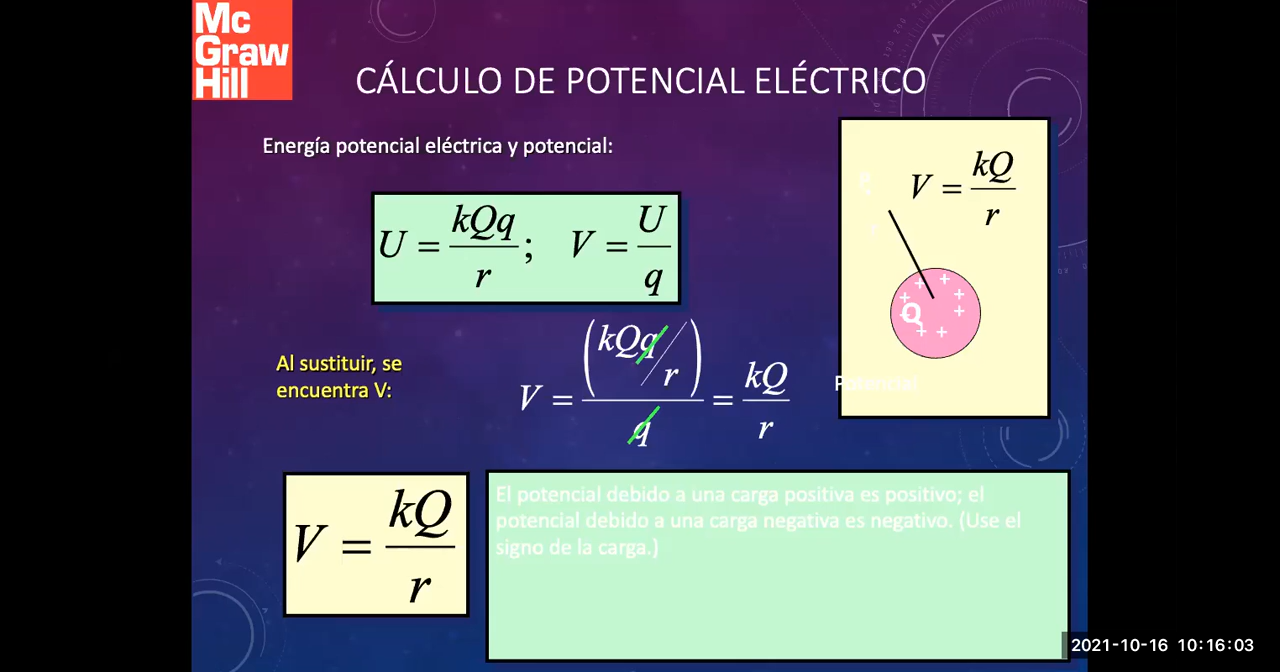 Mc
Graw
Hill
CÁLCULO DE POTENCIAL ELÉCTRICO
Energía potencial eléctrica y potencial:
U = kQq/r; V = U/q
Al sustituir, se
encuentra V:
V = (kQq/r)/q = kQ/r
P
r
V = kQ/r
Q
Potencial
V = kQ/r
El potencial debido a una carga positiva es positivo; el
potencial debido a una carga negativa es negativo. (Use el
signo de la carga.)
2021-10-16 10:16:03